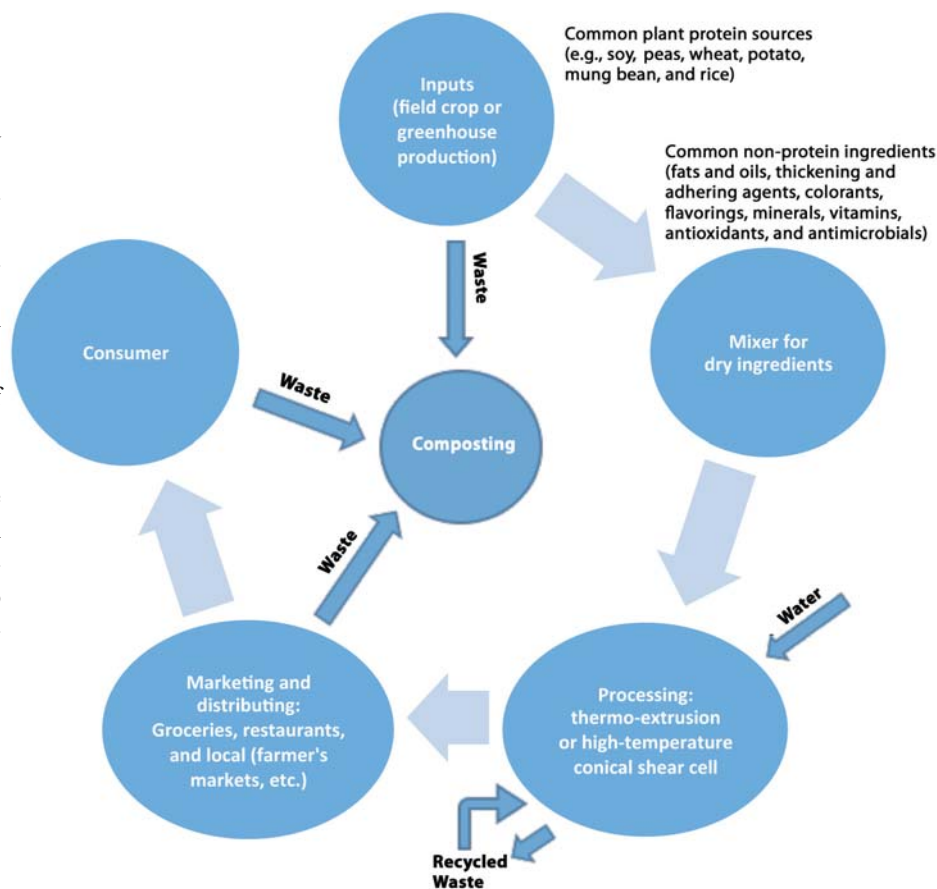 Common plant protein sources
(e.g., soy, peas, wheat, potato,
mung bean, and rice)
Inputs
(field crop or
greenhouse
production)
Common non-protein ingredients
(fats and oils, thickening and
adhering agents, colorants,
flavorings, minerals, vitamins,
antioxidants, and antimicrobials)
Waste
Consumer
Mixer for
dry ingredients
Waste
Composting
Waste
Water
Marketing and
distributing:
Groceries, restaurants,
and local (farmer's
markets, etc.)
Processing:
thermo-extrusion
or high-temperature
conical shear cell
Recycled
Waste